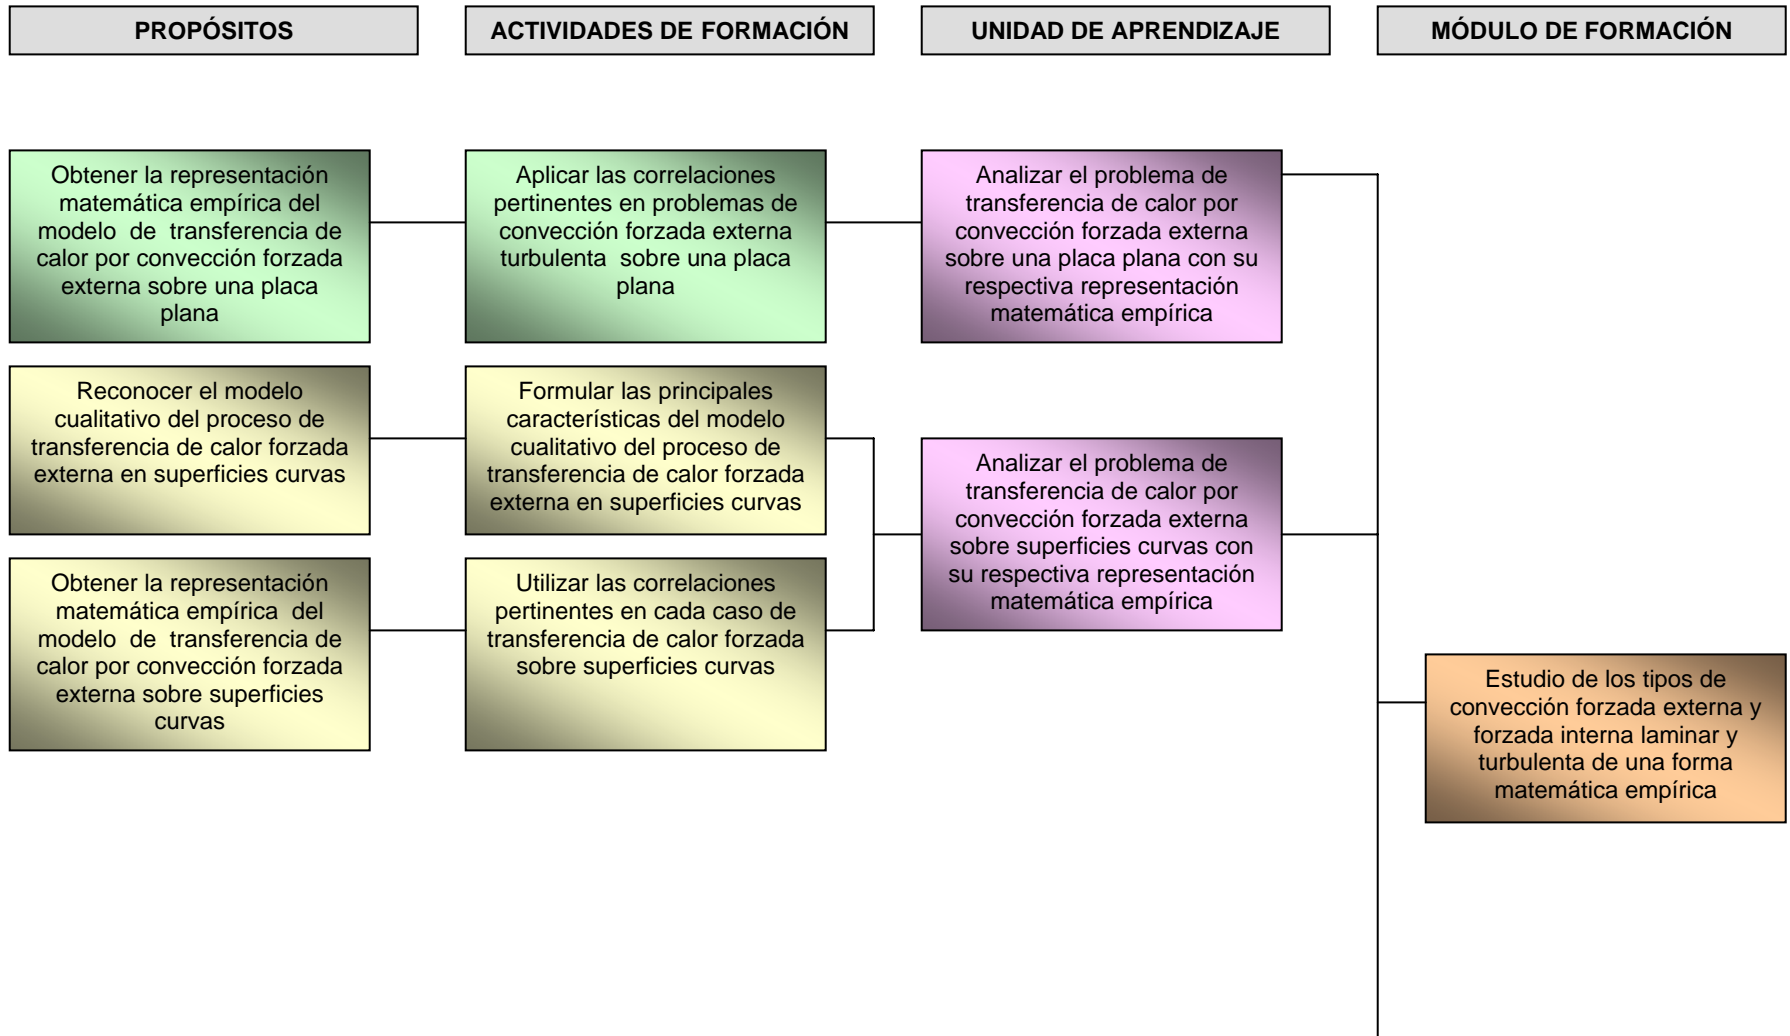 PROPÓSITOS
ACTIVIDADES DE FORMACIÓN
UNIDAD DE APRENDIZAJE
MÓDULO DE FORMACIÓN
Obtener la representación
matemática empírica del
modelo de transferencia de
calor por convección forzada
externa sobre una placa
plana
Aplicar las correlaciones
pertinentes en problemas de
convección forzada externa
turbulenta sobre una placa
plana
Analizar el problema de
transferencia de calor por
convección forzada externa
sobre una placa plana con su
respectiva representación
matemática empírica
Reconocer el modelo
cualitativo del proceso de
transferencia de calor forzada
externa en superficies curvas
Formular las principales
características del modelo
cualitativo del proceso de
transferencia de calor forzada
externa en superficies curvas
Analizar el problema de
transferencia de calor por
convección forzada externa
sobre superficies curvas con
su respectiva representación
matemática empírica
Obtener la representación
matemática empírica del
modelo de transferencia de
calor por convección forzada
externa sobre superficies
curvas
Utilizar las correlaciones
pertinentes en cada caso de
transferencia de calor forzada
sobre superficies curvas
Estudio de los tipos de
convección forzada externa y
forzada interna laminar y
turbulenta de una forma
matemática empírica